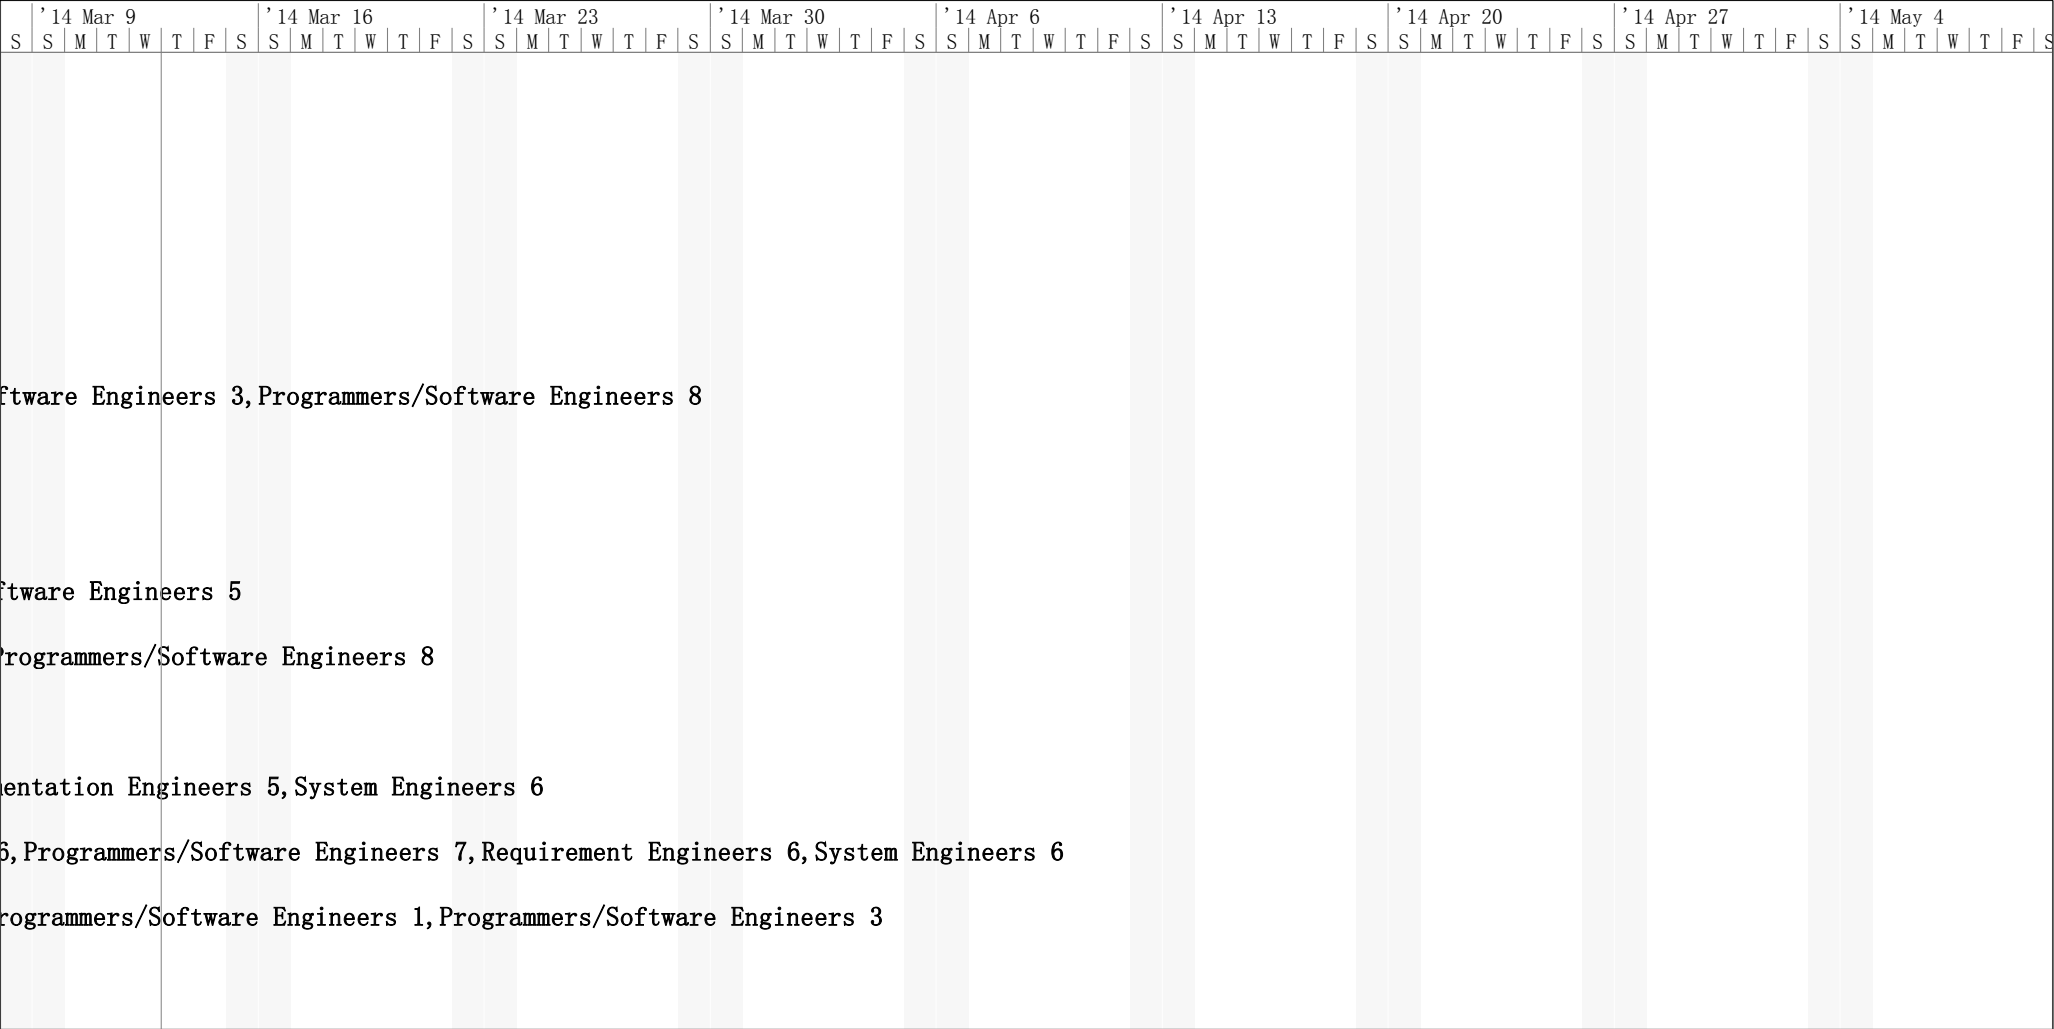 '14 Mar 9 '14 Mar 16 '14 Mar 23 '14 Mar 30 '14 Apr 6 '14 Apr 13 '14 Apr 20 '14 Apr 27 '14 May 4
S S M T W T F S S M T W T F S S M T W T F S S M T W T F S S M T W T F S S M T W T F S S M T W T F S S M T W T F S S M T W T F S
ftware Engineers 3,Programmers/Software Engineers 8
ftware Engineers 5
Programmers/Software Engineers 8
entation Engineers 5,System Engineers 6
6,Programmers/Software Engineers 7,Requirement Engineers 6,System Engineers 6
rogrammers/Software Engineers 1,Programmers/Software Engineers 3